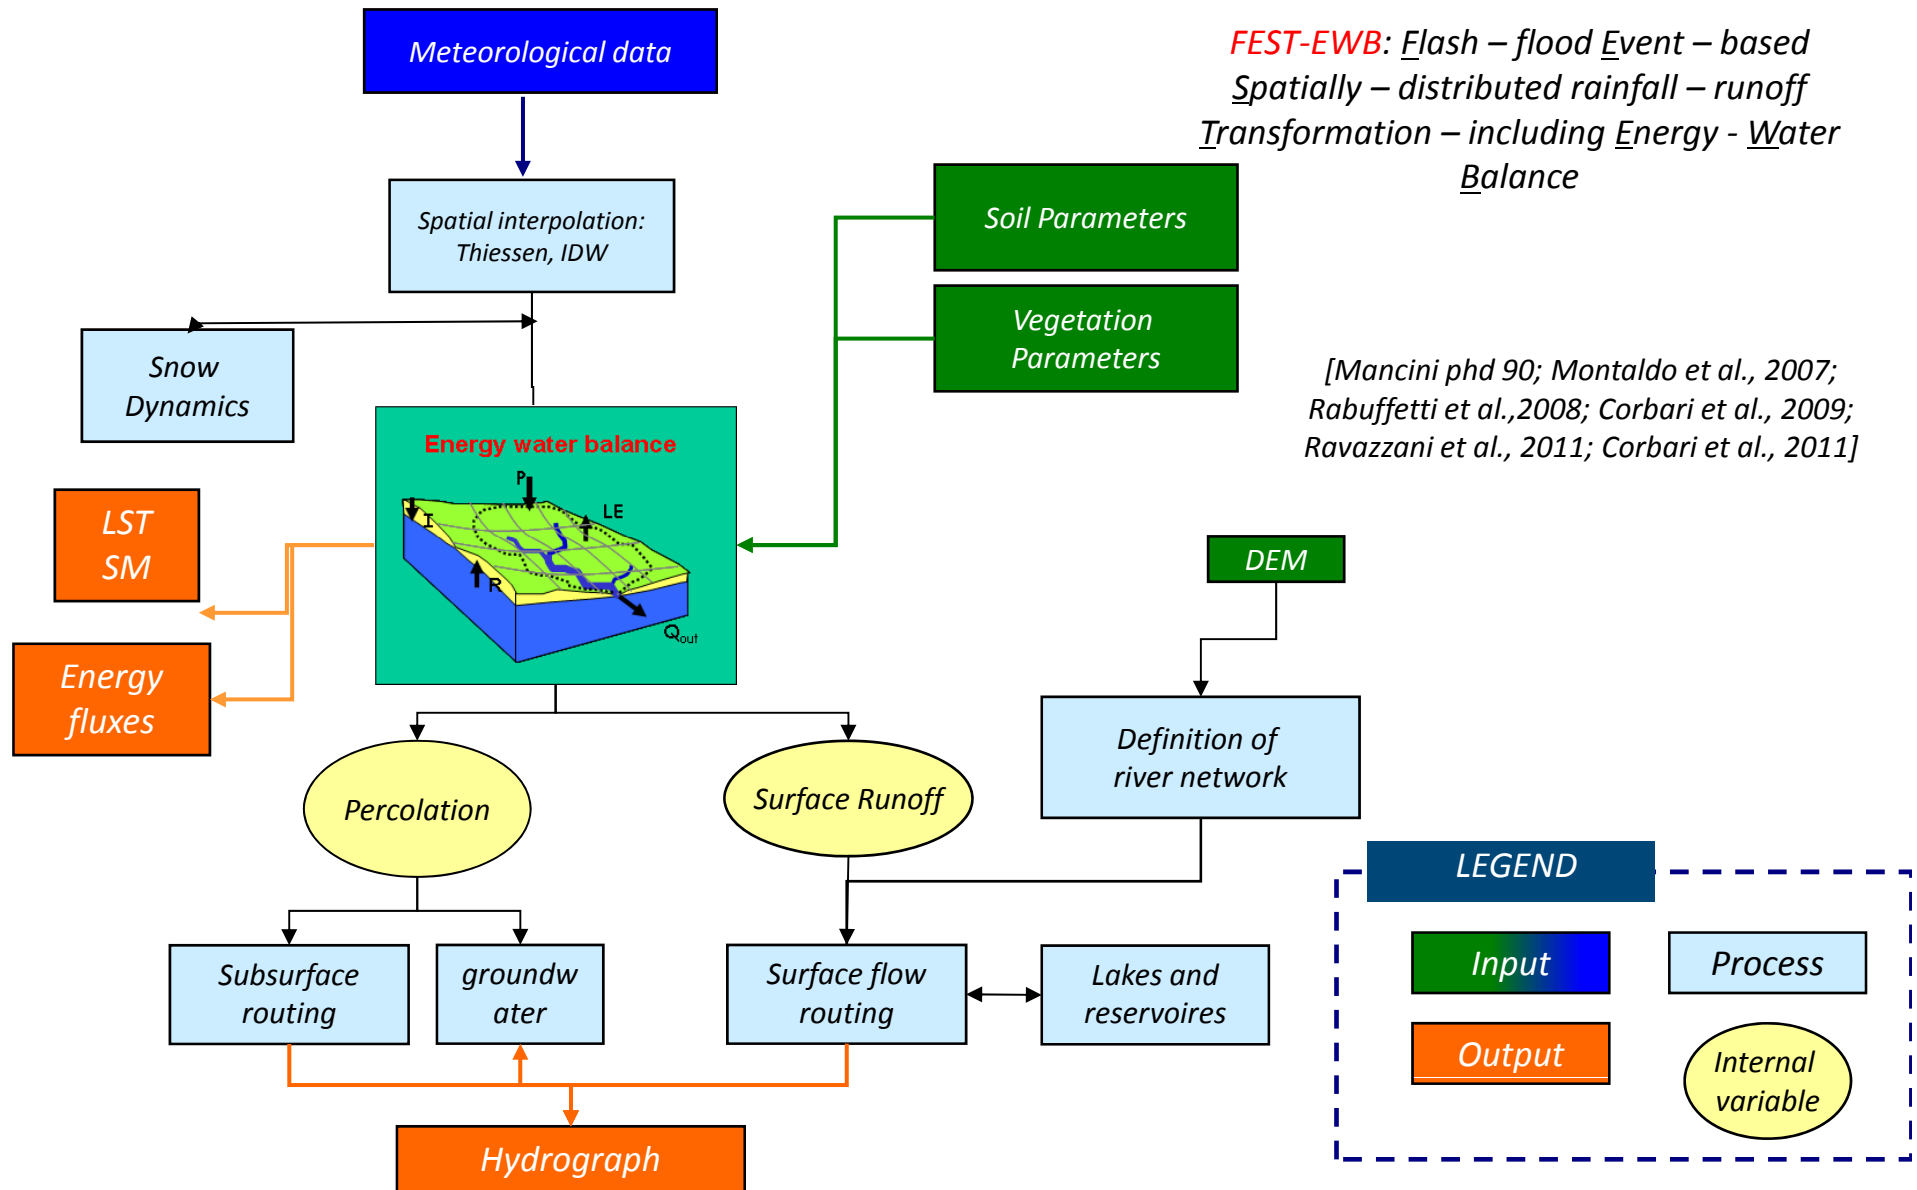 Meteorological data
FEST-EWB: Flash – flood Event – based
Spatially – distributed rainfall – runoff
Transformation – including Energy - Water
Balance
Spatial interpolation:
Thiessen, IDW
Soil Parameters
Vegetation
Parameters
Snow
Dynamics
[Mancini phd 90; Montaldo et al., 2007;
Rabuffetti et al.,2008; Corbari et al., 2009;
Ravazzani et al., 2011; Corbari et al., 2011]
Energy water balance
P
I
LE
R
Qout
LST
SM
Energy
fluxes
DEM
Definition of
river network
Percolation
Surface Runoff
Subsurface
routing
groundw
ater
Surface flow
routing
Lakes and
reservoires
Hydrograph
LEGEND
Input
Process
Output
Internal
variable